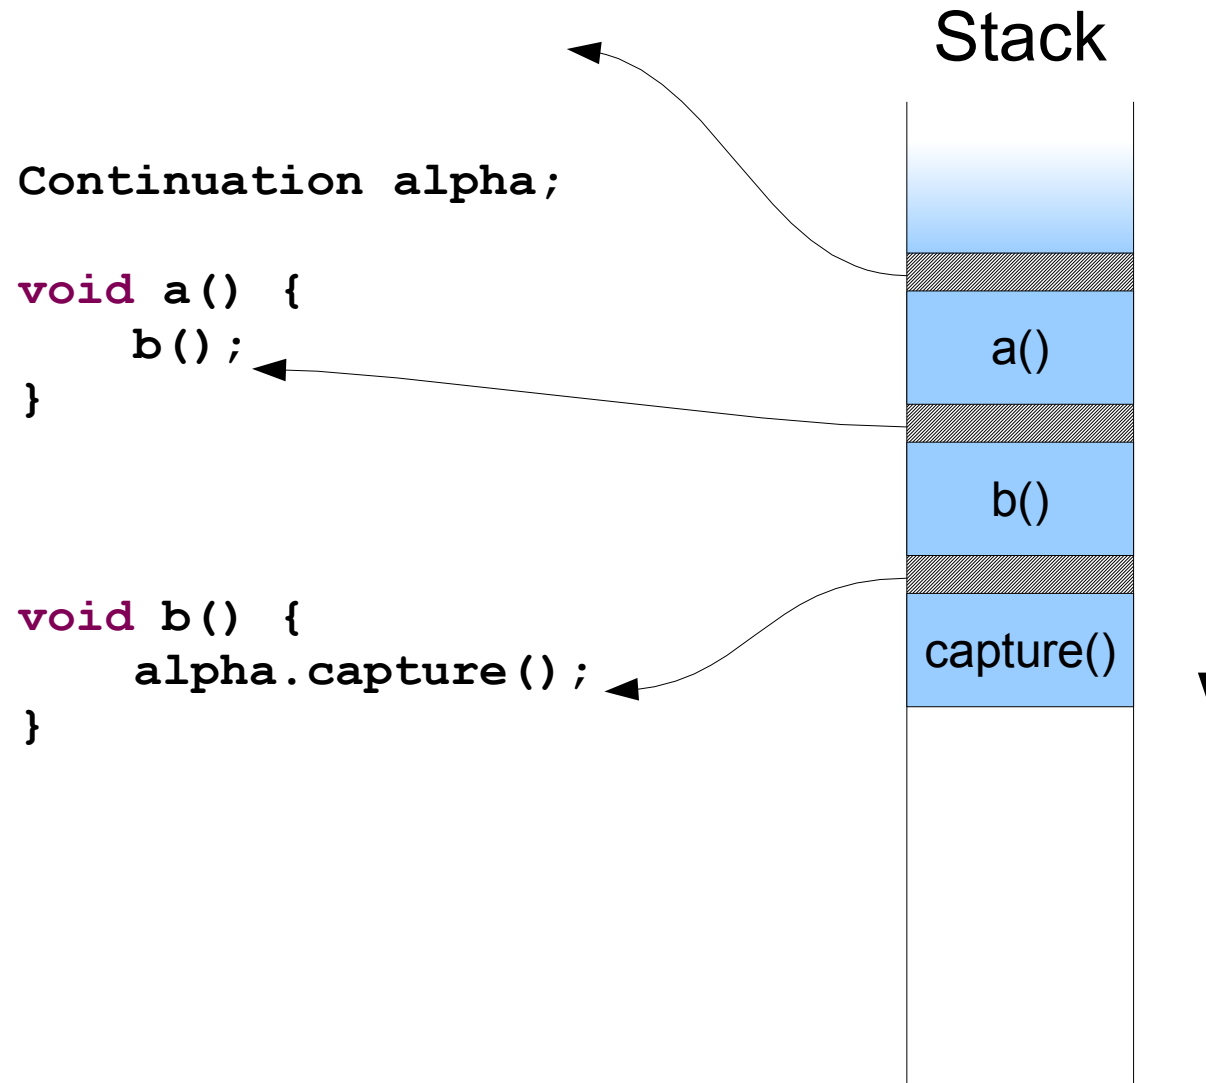 Stack
Continuation alpha;
void a() {
b();
}
void b() {
alpha.capture();
}
a()
b()
capture()